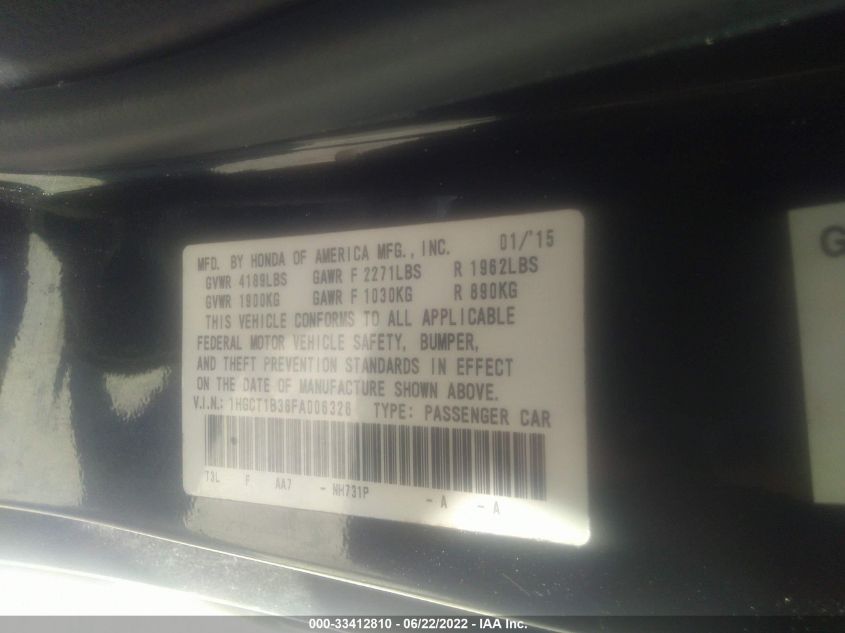 MFD. BY HONDA OF AMERICA MFG., INC. 01/'15
GVWR 4189LBS GAWR F 2271LBS R 1962LBS
GVWR 1900KG GAWR F 1030KG R 890KG
THIS VEHICLE CONFORMS TO ALL APPLICABLE
FEDERAL MOTOR VEHICLE SAFETY, BUMPER,
AND THEFT PREVENTION STANDARDS IN EFFECT
ON THE DATE OF MANUFACTURE SHOWN ABOVE.
V.I.N.: 1HGCT1B36FA006326 TYPE: PASSENGER CAR
73L F AA7 - NH731P - A - A
G
000-33412810 - 06/22/2022 - IAA Inc.